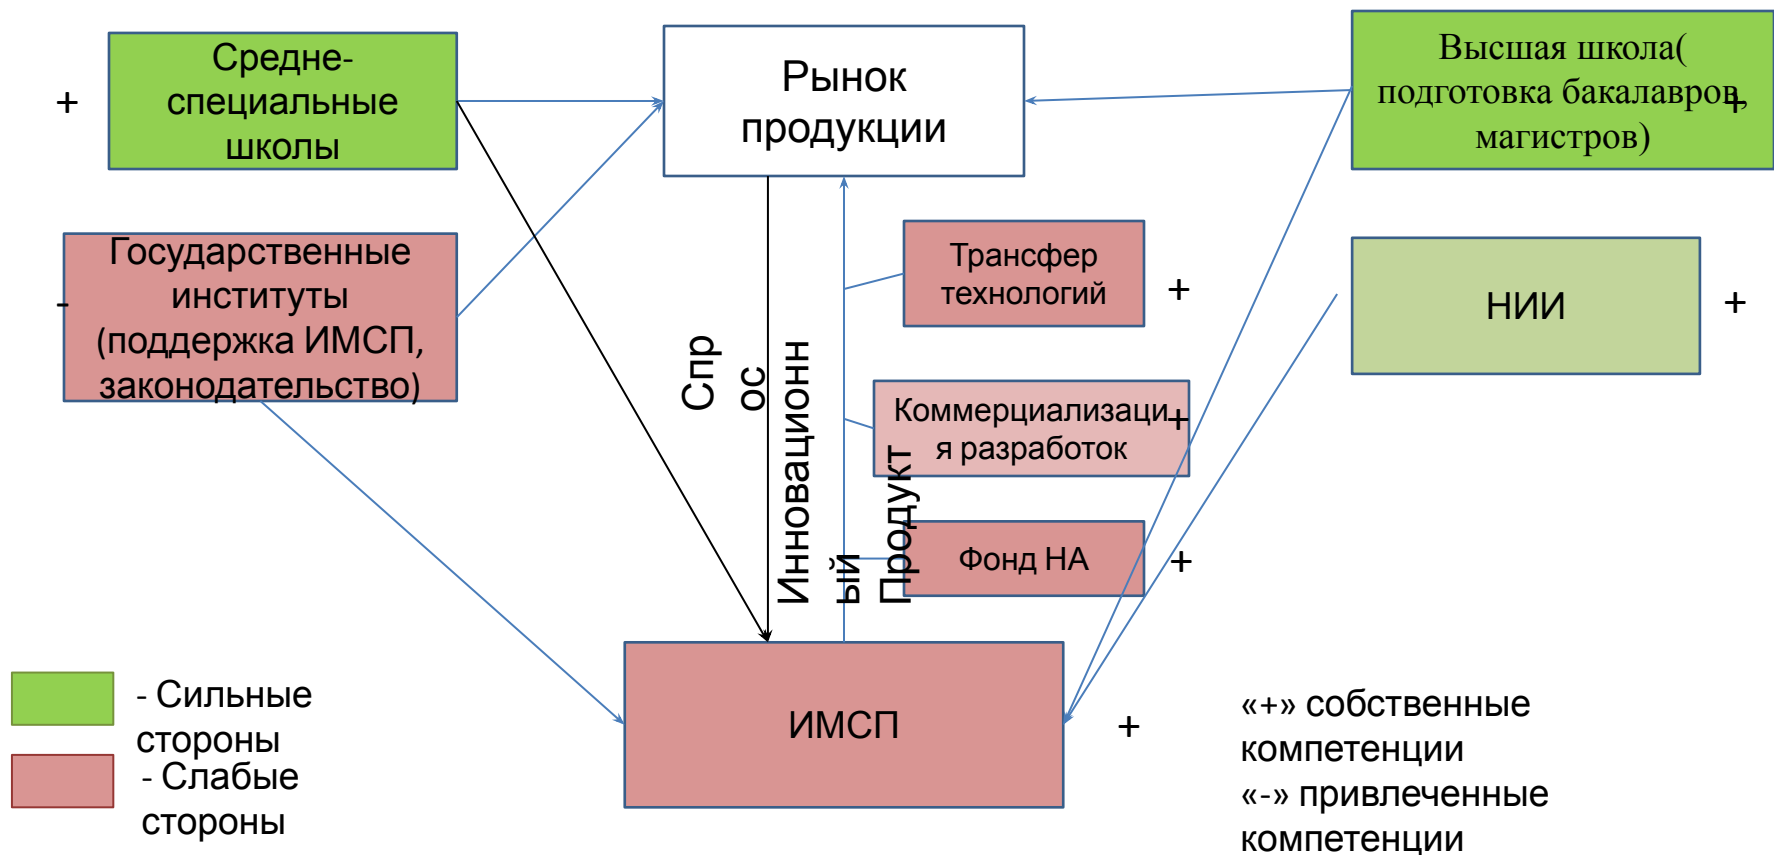 +
Средне-
специальные
школы
Рынок
продукции
Высшая школа(
подготовка бакалавров,
магистров)
+
-
Государственные
институты
(поддержка ИМСП,
законодательство)
Трансфер
технологий
+
НИИ
+
Спр
ос
Инновационн
ый
Продукт
Коммерциализаци
я разработок
+
Фонд НА
+
ИМСП
+
- Сильные
стороны
- Слабые
стороны
«+» собственные
компетенции
«-» привлеченные
компетенции